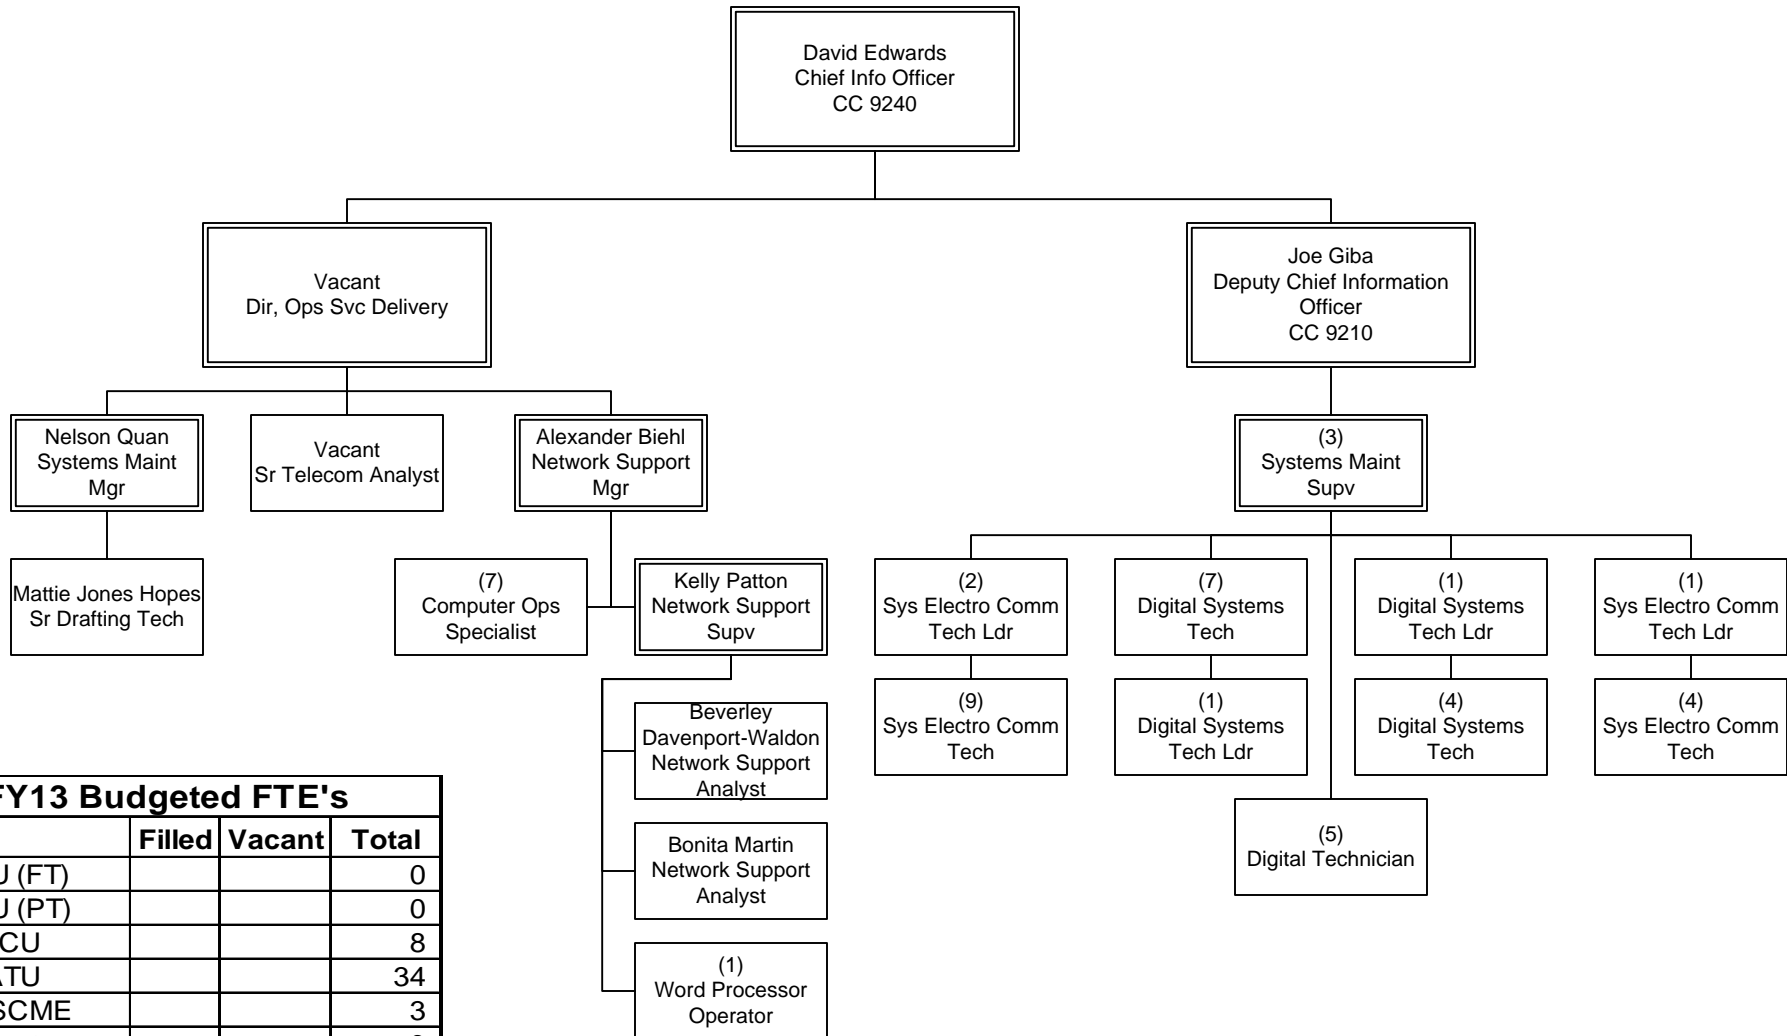 David Edwards
Chief Info Officer
CC 9240
Vacant
Dir, Ops Svc Delivery
Joe Giba
Deputy Chief Information
Officer
CC 9210
Nelson Quan
Systems Maint
Mgr
Vacant
Sr Telecom Analyst
Alexander Biehl
Network Support
Mgr
(3)
Systems Maint
Supv
Mattie Jones Hopes
Sr Drafting Tech
(7)
Computer Ops
Specialist
Kelly Patton
Network Support
Supv
(2)
Sys Electro Comm
Tech Ldr
(7)
Digital Systems
Tech
(1)
Digital Systems
Tech Ldr
(1)
Sys Electro Comm
Tech Ldr
(9)
Sys Electro Comm
Tech
(1)
Digital Systems
Tech Ldr
(4)
Digital Systems
Tech
(4)
Sys Electro Comm
Tech
Beverley
Davenport-Waldon
Network Support
Analyst
Bonita Martin
Network Support
Analyst
(1)
Word Processor
Operator
(5)
Digital Technician
FY13 Budgeted FTE's
Filled Vacant Total
U (FT) 0
U (PT) 0
CU 8
ATU 34
SCME 3